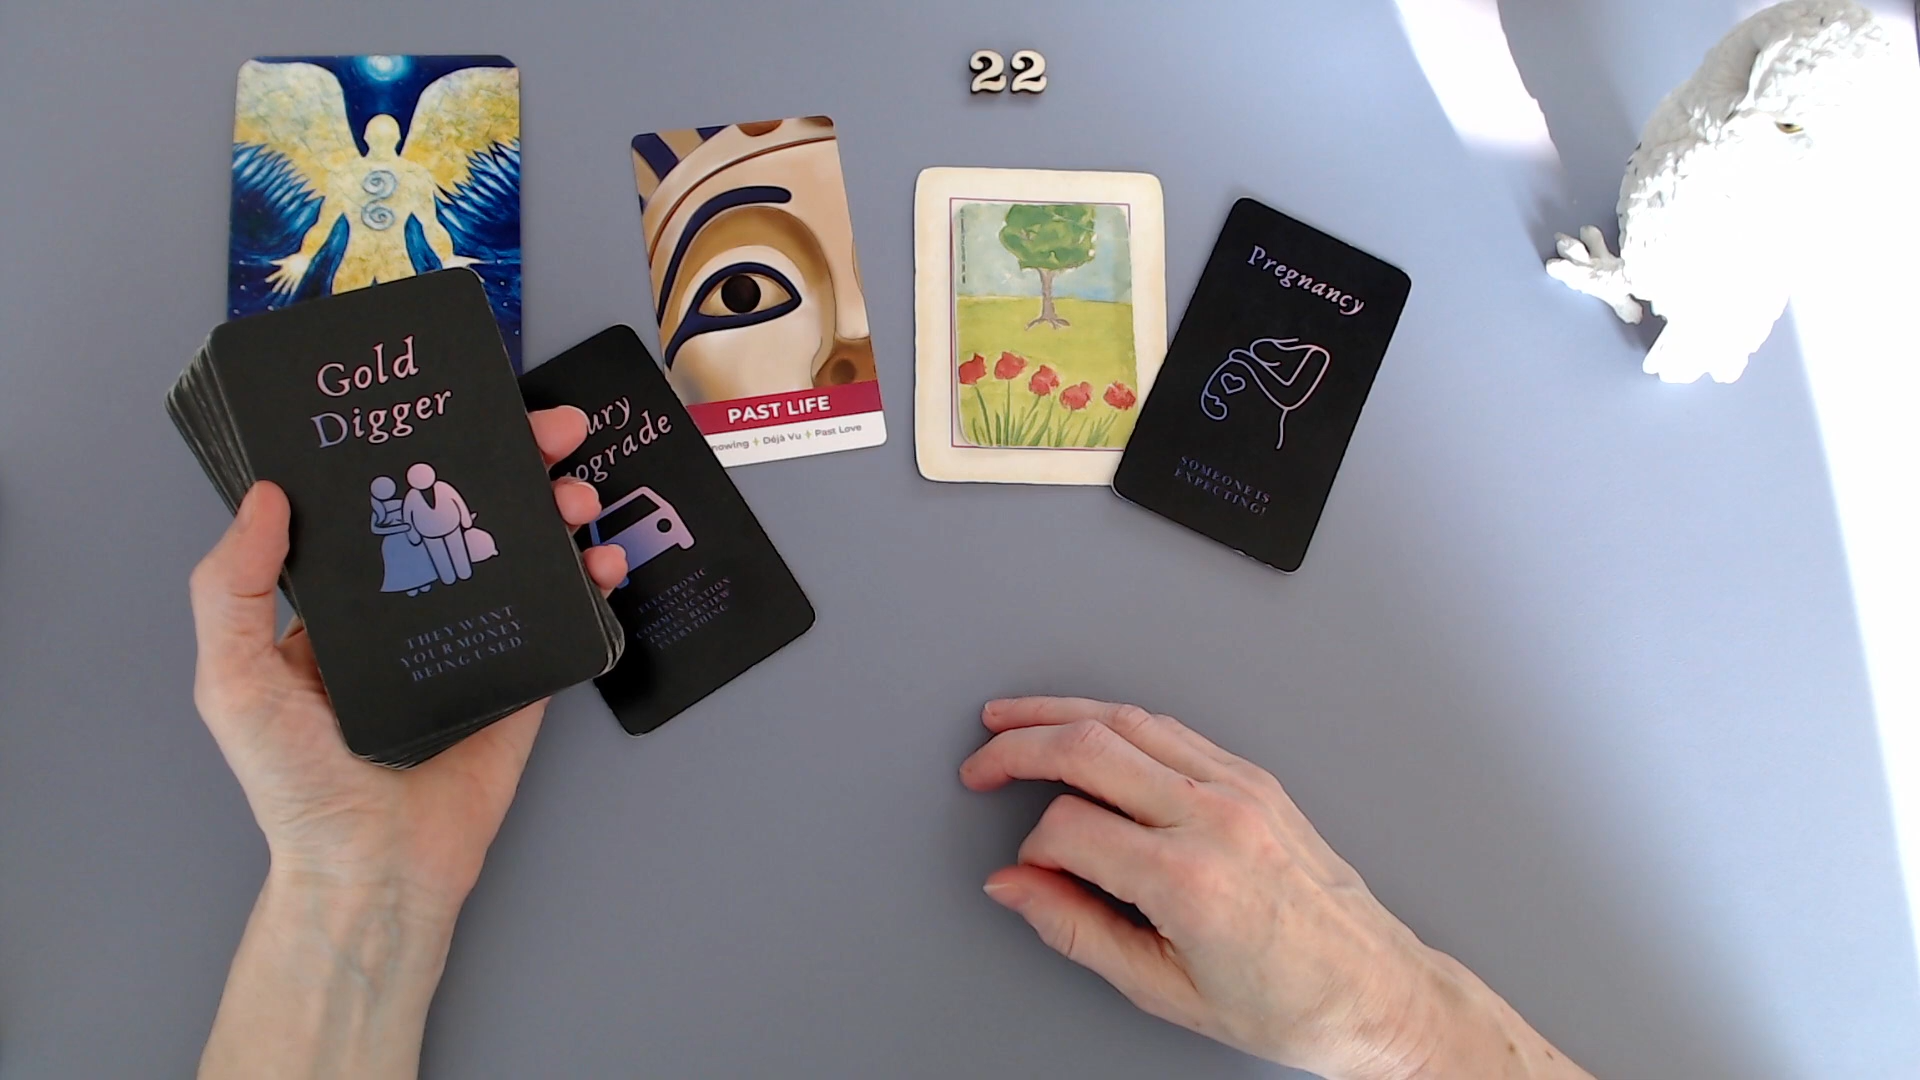 22
Gold
Digger
THEY WANT
YOUR MONEY
BEING USED.
ury
ograde
ELECTRONIC
ISSUES
COMMUNICATION
ISSUES REVIEW
EVERYTHING
PAST LIFE
nowing + Déjà Vu + Past Love
Pregnancy
SOMEONE IS
EXPECTING!